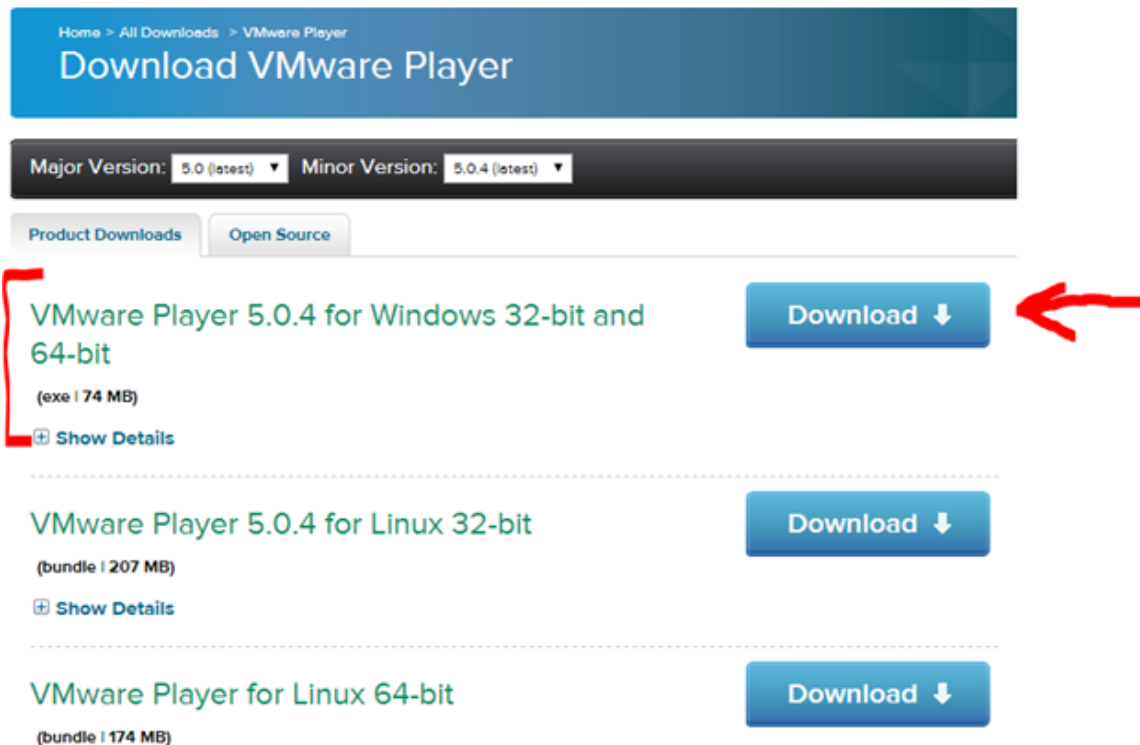 Home > All Downloads > VMware Player
Download VMware Player
Major Version: 5.0 (latest) Minor Version: 5.0.4 (latest)
Product Downloads Open Source
VMware Player 5.0.4 for Windows 32-bit and Download
64-bit
(exe | 74 MB)
Show Details
VMware Player 5.0.4 for Linux 32-bit Download
(bundle | 207 MB)
Show Details
VMware Player for Linux 64-bit Download
(bundle | 174 MB)